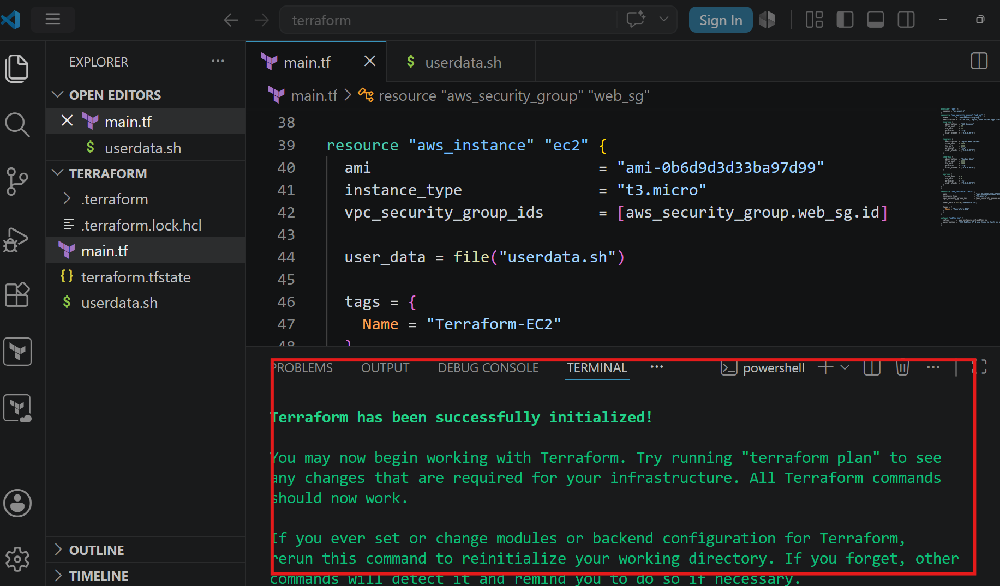 terraform
Sign In
EXPLORER
OPEN EDITORS
main.tf
$ userdata.sh
TERRAFORM
.terraform
.terraform.lock.hcl
main.tf
{} terraform.tfstate
$ userdata.sh
OUTLINE
TIMELINE
main.tf
$ userdata.sh
main.tf > resource "aws_security_group" "web_sg"
38
39 resource "aws_instance" "ec2" {
40 ami = "ami-0b6d9d3d33ba97d99"
41 instance_type = "t3.micro"
42 vpc_security_group_ids = [aws_security_group.web_sg.id]
43
44 user_data = file("userdata.sh")
45
46 tags = {
47 Name = "Terraform-EC2"
48 }
PROBLEMS OUTPUT DEBUG CONSOLE TERMINAL ... powershell
Terraform has been successfully initialized!
You may now begin working with Terraform. Try running "terraform plan" to see
any changes that are required for your infrastructure. All Terraform commands
should now work.
If you ever set or change modules or backend configuration for Terraform,
rerun this command to reinitialize your working directory. If you forget, other
commands will detect it and remind you to do so if necessary.